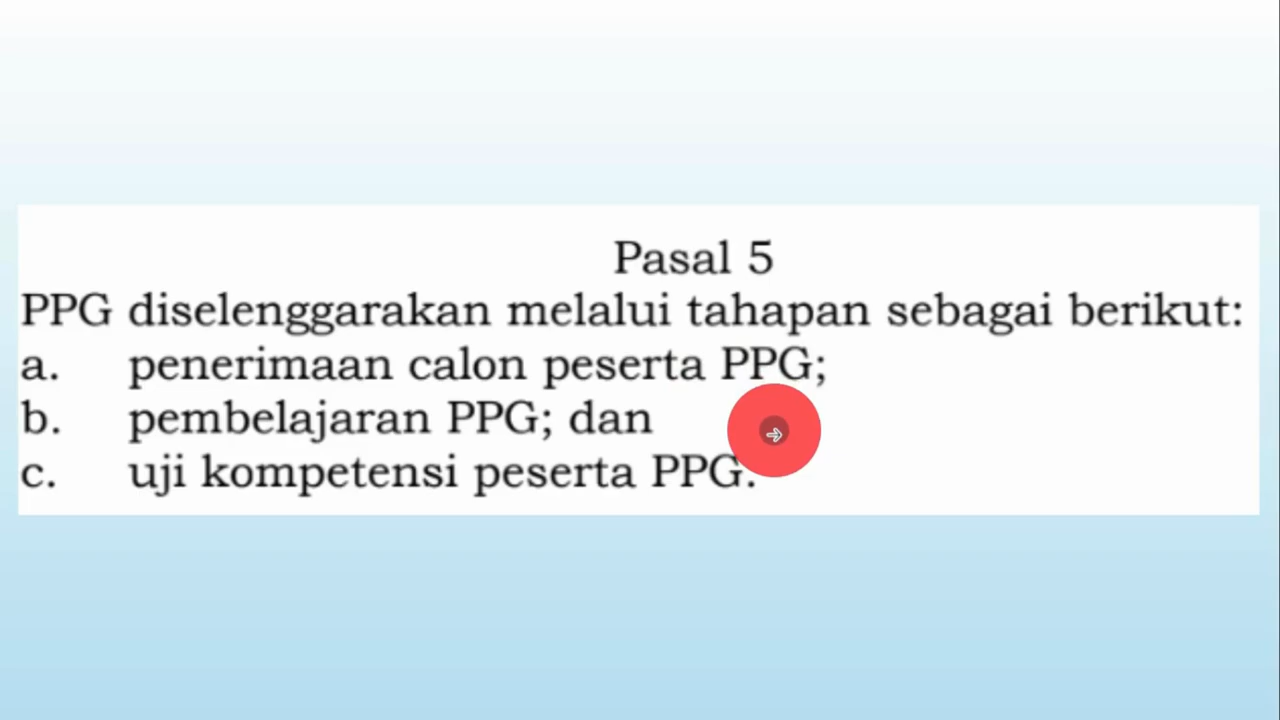 Pasal 5
PPG diselenggarakan melalui tahapan sebagai berikut:
a. penerimaan calon peserta PPG;
b. pembelajaran PPG; dan
c. uji kompetensi peserta PPG.